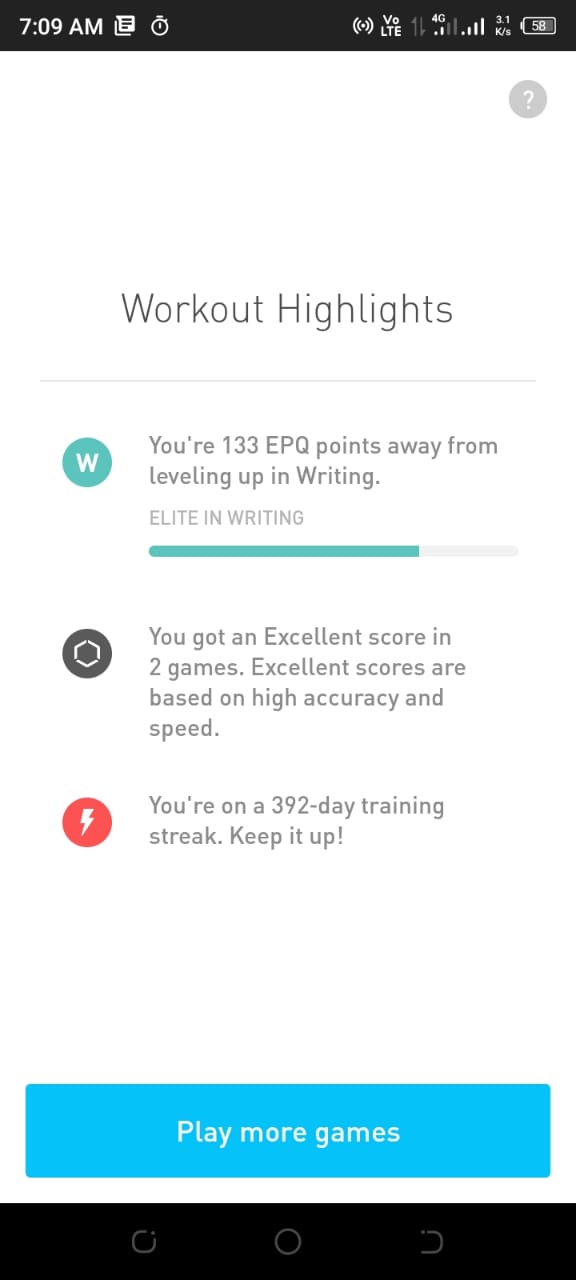 7:09 AM
Vo LTE 4G 3.1 K/s 58
?
Workout Highlights
W
You're 133 EPQ points away from
leveling up in Writing.
ELITE IN WRITING
You got an Excellent score in
2 games. Excellent scores are
based on high accuracy and
speed.
You're on a 392-day training
streak. Keep it up!
Play more games